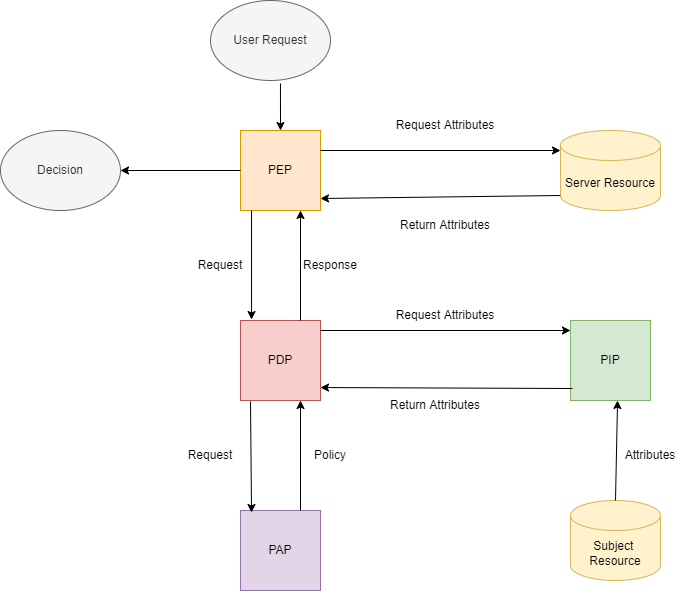 User Request
Request Attributes
Decision
PEP
Server Resource
Return Attributes
Request
Response
Request Attributes
PDP
PIP
Return Attributes
Request
Policy
Attributes
PAP
Subject
Resource